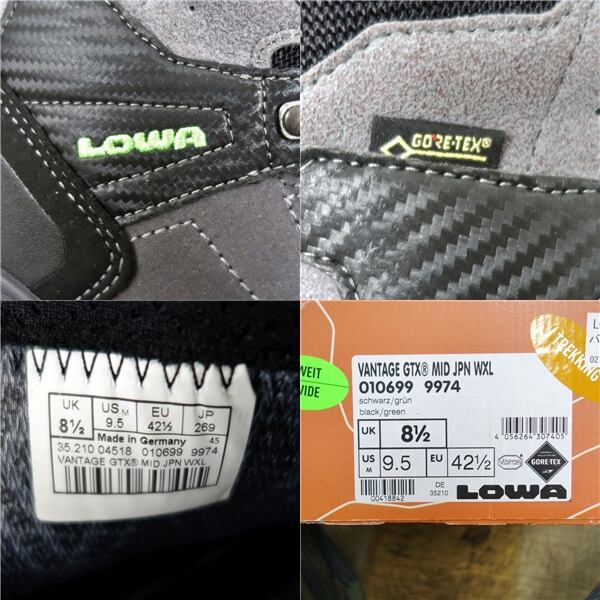 LOWA
GORE-TEX®
UK
8½
US M
9.5
EU
42½
JP
269
Made in Germany
45
35.210 04518 010699 9974
VANTAGE GTX® MID JPN WXL
WEIT
WIDE
VANTAGE GTX® MID JPN WXL
010699 9974
schwarz/grün
black/green
UK 8½
US M 9.5 EU 42½
4 056264 307405
vibram
GORE-TEX
00418842
DE
35210
LOWA
TREKKING